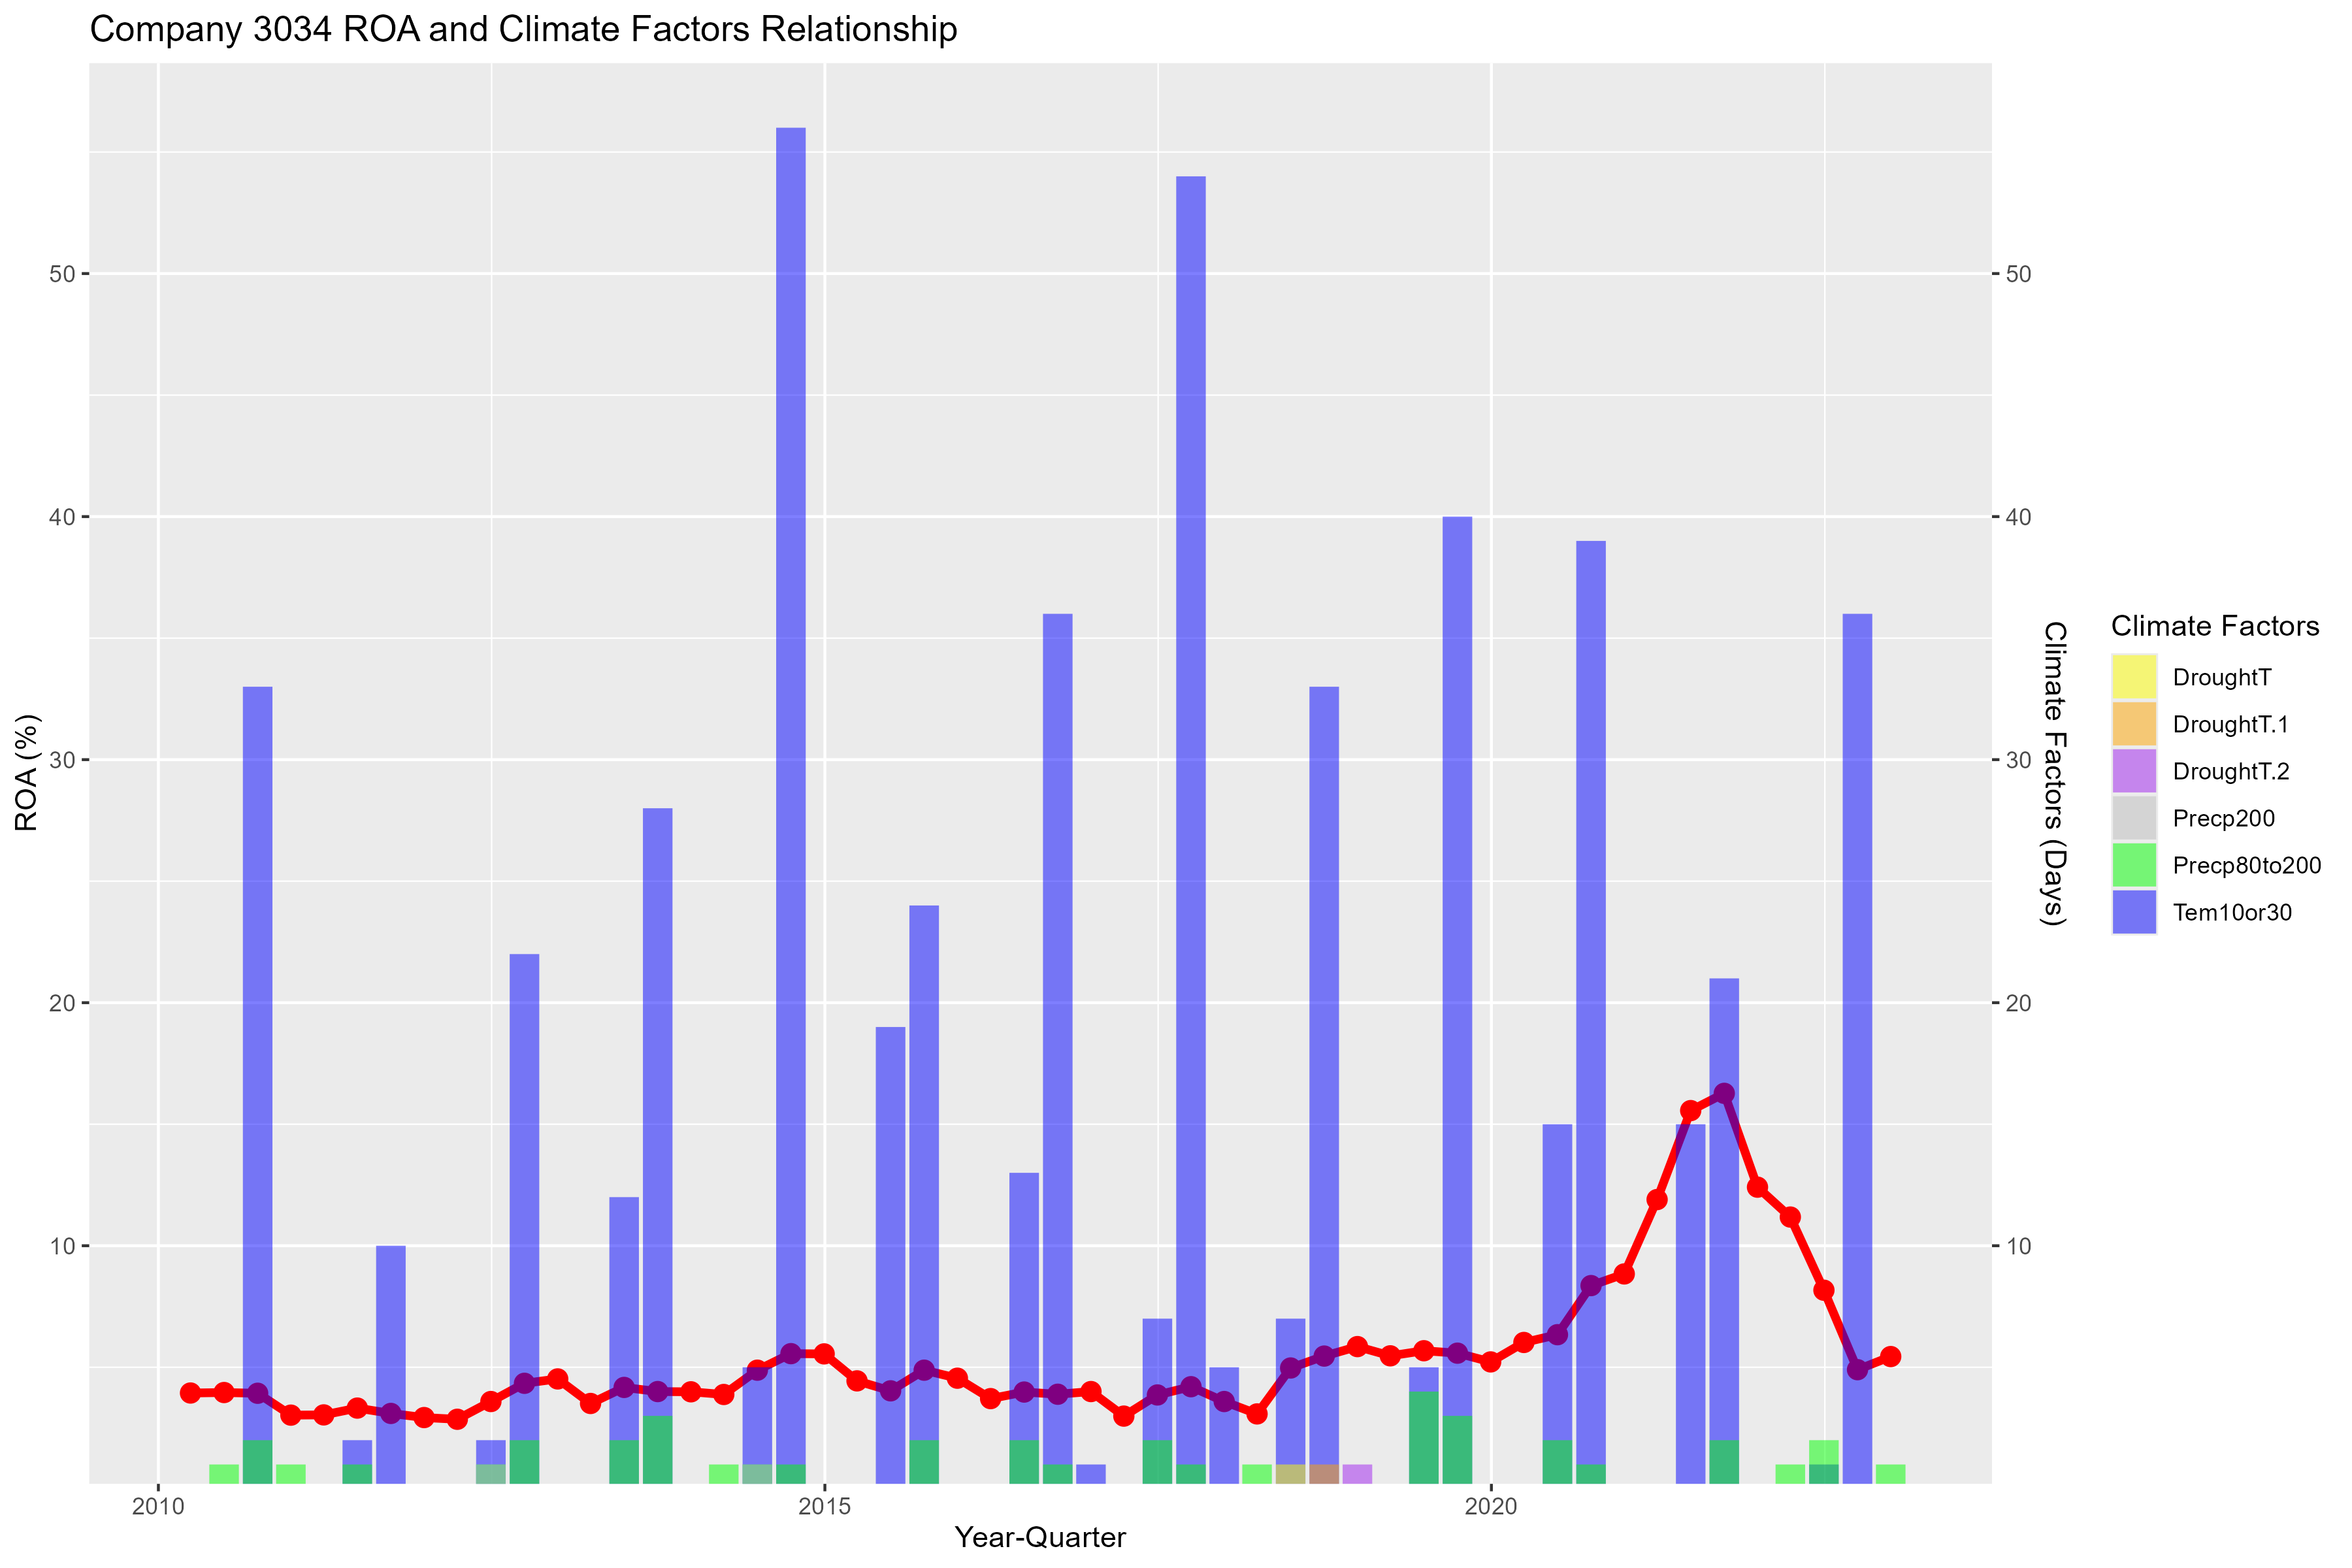 Company 3034 ROA and Climate Factors Relationship
ROA (%)
50
40
30
20
10
2010
2015
2020
Year-Quarter
50
40
30
20
10
Climate Factors (Days)
Climate Factors
DroughtT
DroughtT.1
DroughtT.2
Precp200
Precp80to200
Tem10or30